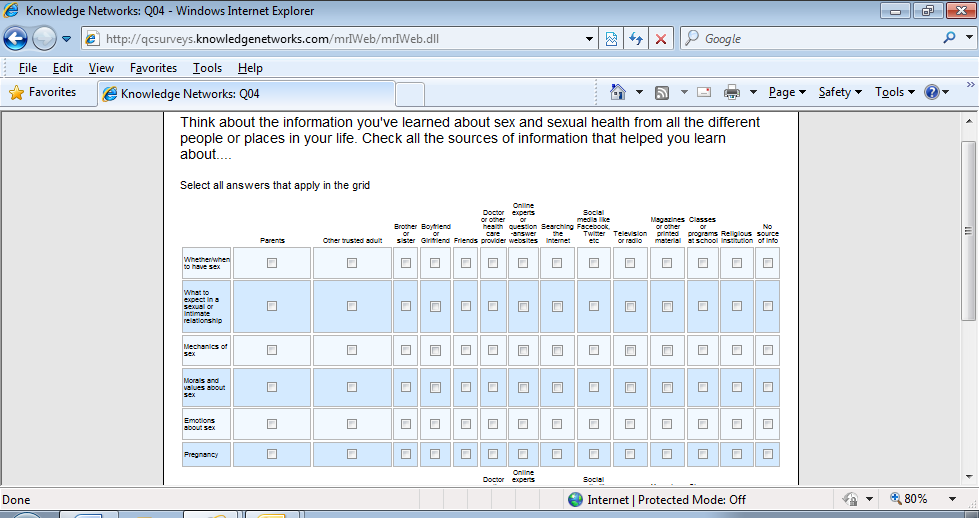 Knowledge Networks: Q04 - Windows Internet Explorer
http://qcsurveys.knowledgenetworks.com/mrIWeb/mrIWeb.dll
Google
File Edit View Favorites Tools Help
Favorites
Knowledge Networks: Q04
Page Safety Tools
Think about the information you've learned about sex and sexual health from all the different
people or places in your life. Check all the sources of information that helped you learn
about....
Select all answers that apply in the grid
Parents
Other trusted adult
Brother
or
sister
Boyfriend
or
Girlfriend
Friends
Doctor
or other
health
care
provider
Online
experts
or
question
-answer
websites
Searching
the
Internet
Social
media like
Facebook,
Twitter
etc
Television
or radio
Magazines
or other
printed
material
Classes
or
programs
at school
Religious
Institution
No
source
of info
Whether/when
to have sex
What to
expect in a
sexual or
intimate
relationship
Mechanics of
sex
Morals and
values about
sex
Emotions
about sex
Pregnancy
Doctor
Online
experts
Social
Done
Internet | Protected Mode: Off
80%